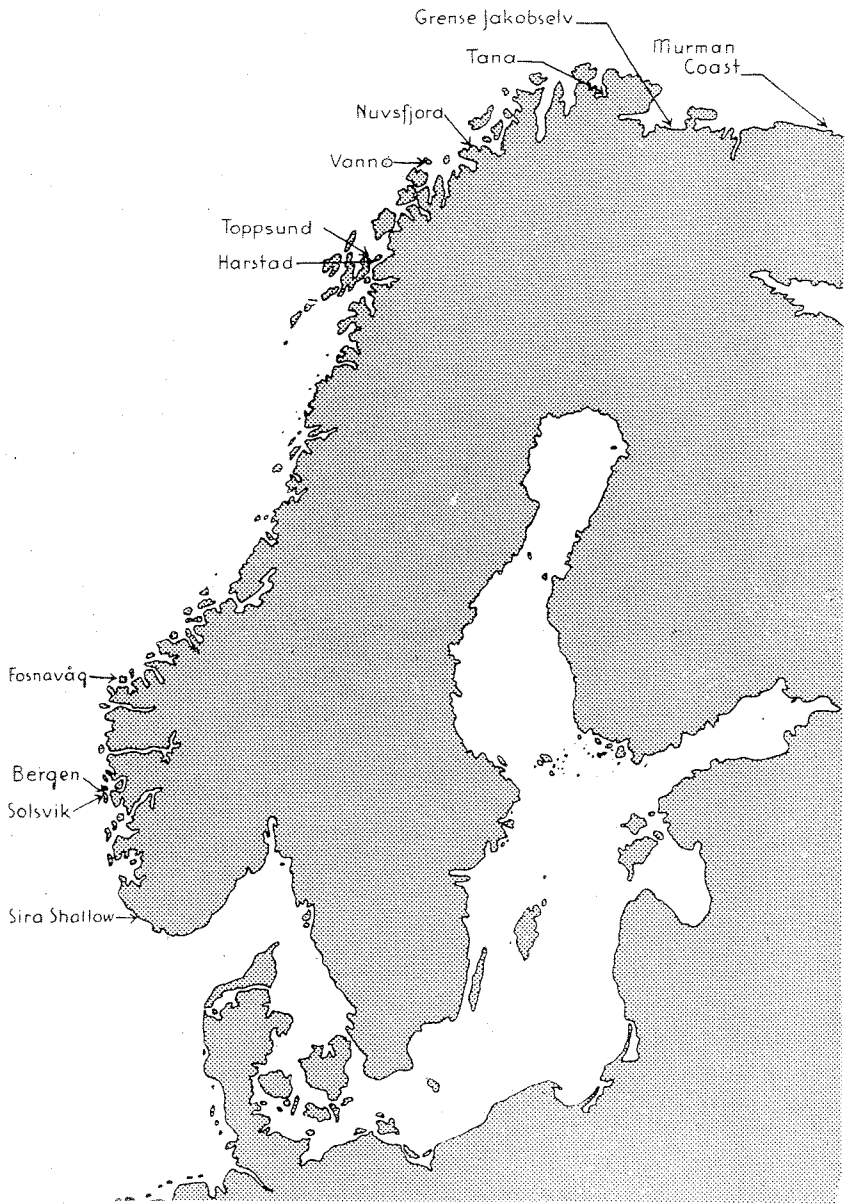 Grense Jakobselv
Tana
Murman
Coast
Nuvsfjord
Vannö
Toppsund
Harstad
Fosnavåg
Bergen
Solsvik
Sira Shallow